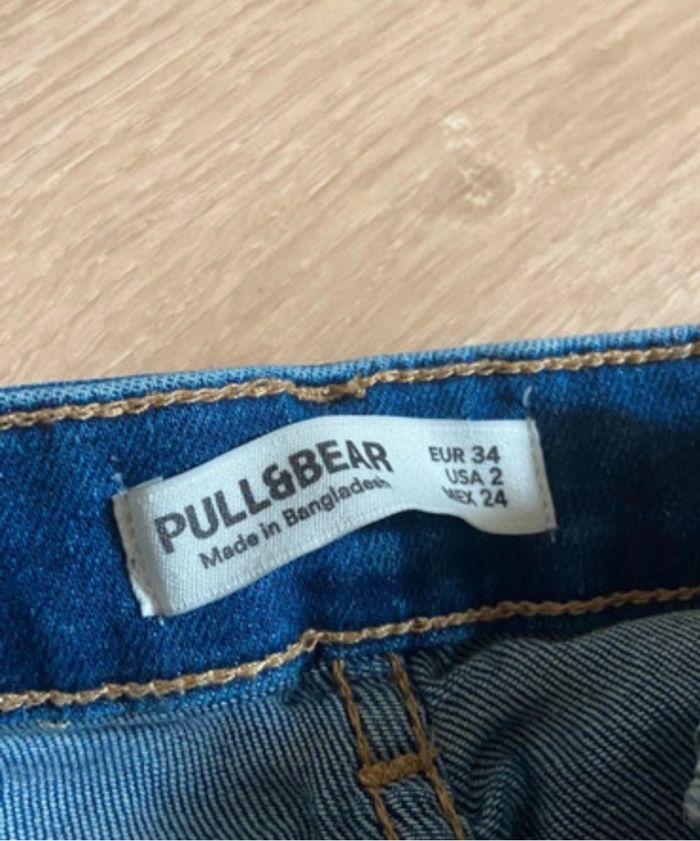 PULL&BEAR
Made in Bangladesh
EUR 34
USA 2
MEX 24